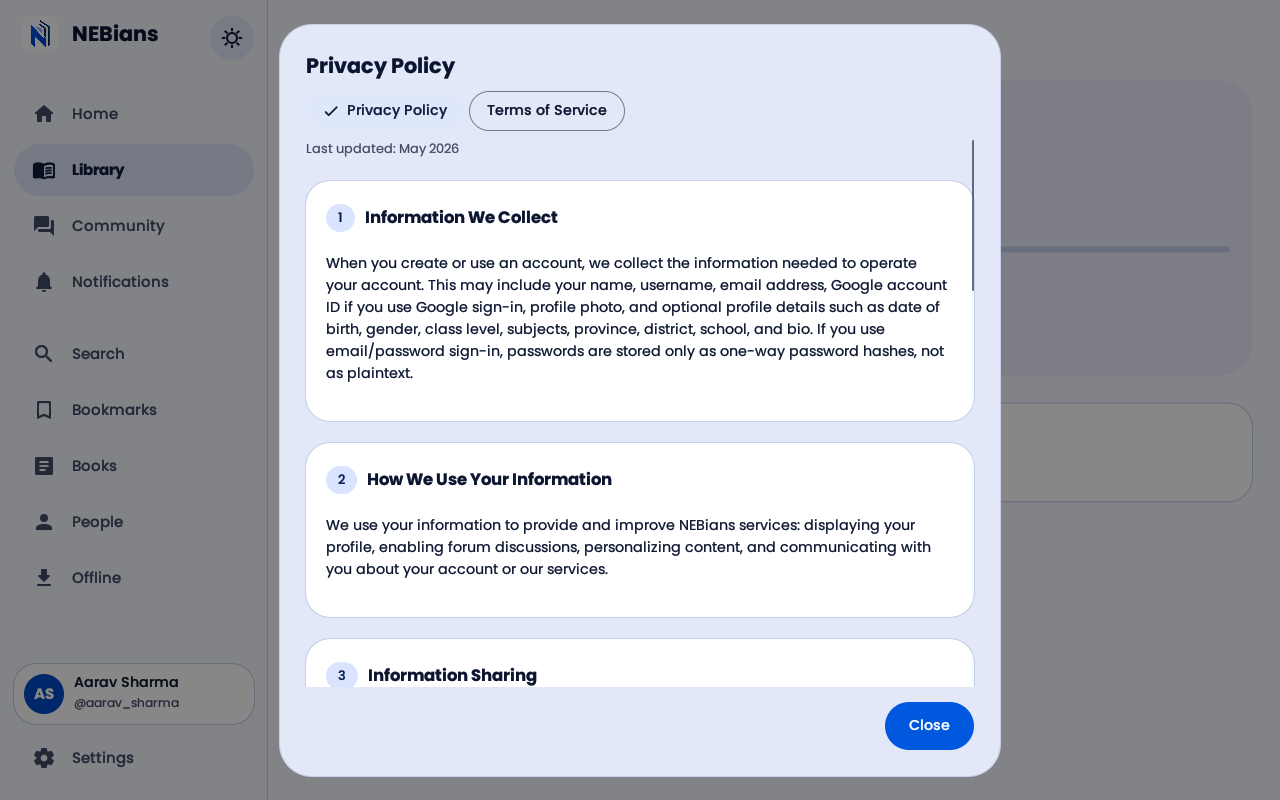 NEBians
Home
Library
Community
Notifications
Search
Bookmarks
Books
People
Offline
AS
Aarav Sharma
@aarav_sharma
Settings
Privacy Policy
Privacy Policy
Terms of Service
Last updated: May 2026
1
Information We Collect
When you create or use an account, we collect the information needed to operate
your account. This may include your name, username, email address, Google account
ID if you use Google sign-in, profile photo, and optional profile details such as date of
birth, gender, class level, subjects, province, district, school, and bio. If you use
email/password sign-in, passwords are stored only as one-way password hashes, not
as plaintext.
2
How We Use Your Information
We use your information to provide and improve NEBians services: displaying your
profile, enabling forum discussions, personalizing content, and communicating with
you about your account or our services.
3
Information Sharing
Close